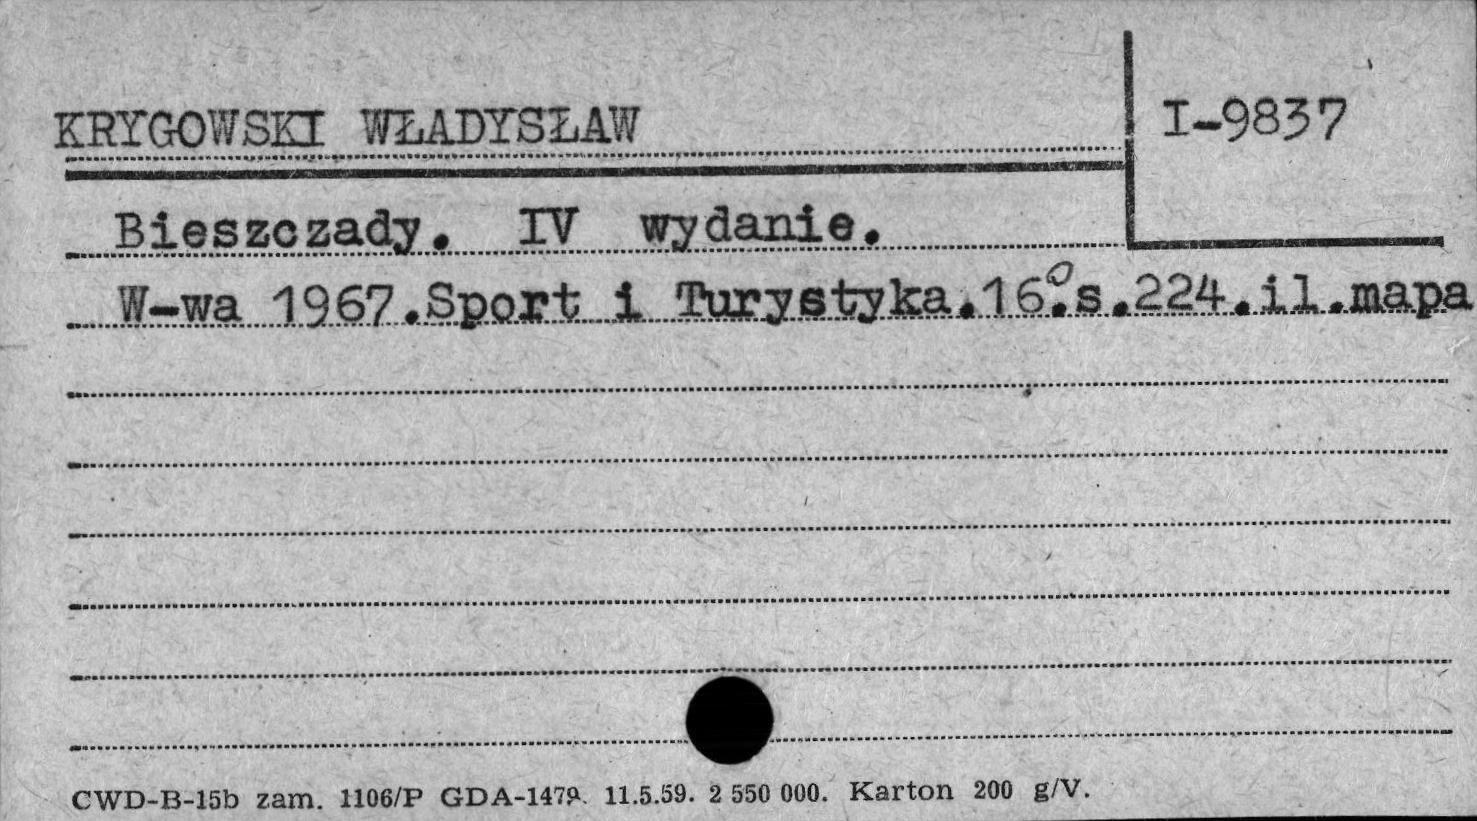 KRYGOWSKI WŁADYSŁAW
I-9837
Bieszczady. IV wydanie.
W-wa 1967.Sport i Turystyka.16°.s.224.il.mapa
CWD-B-15b zam. 1106/P GDA-1479. 11.5.59. 2 550 000. Karton 200 g/V.